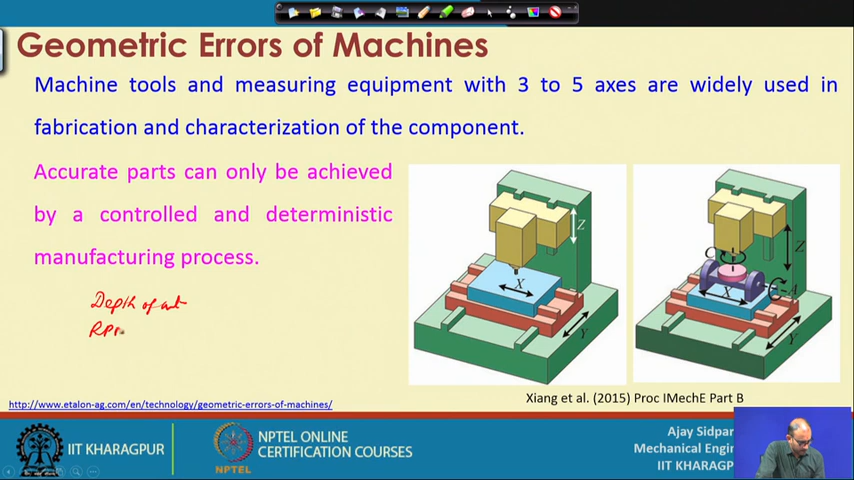 Geometric Errors of Machines
Machine tools and measuring equipment with 3 to 5 axes are widely used in
fabrication and characterization of the component.
Accurate parts can only be achieved
by a controlled and deterministic
manufacturing process.
Depth of cut
RPM
Z
X
Y
C
Z
X
A
Y
http://www.etalon-ag.com/en/technology/geometric-errors-of-machines/
Xiang et al. (2015) Proc IMechE Part B
IIT KHARAGPUR
NPTEL
NPTEL ONLINE
CERTIFICATION COURSES
Ajay Sidpar
Mechanical Engin
IIT KHARAGP